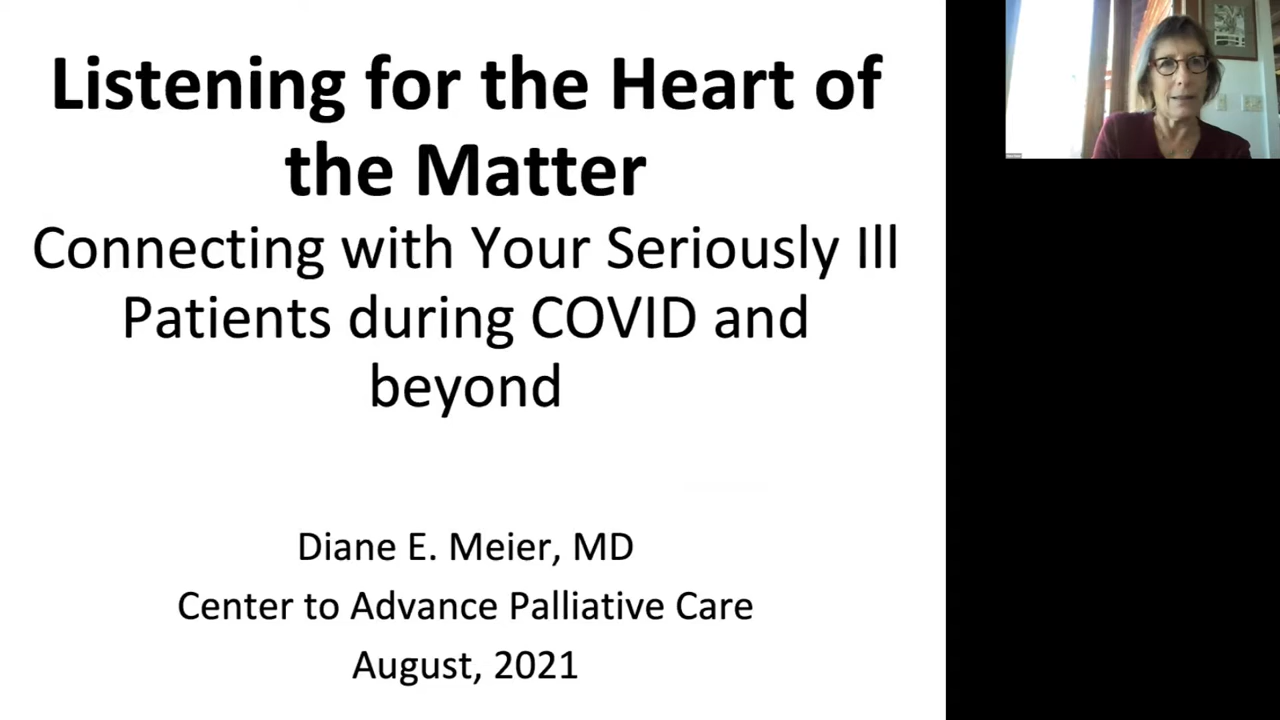 Listening for the Heart of
the Matter
Connecting with Your Seriously Ill
Patients during COVID and
beyond
Diane E. Meier, MD
Center to Advance Palliative Care
August, 2021